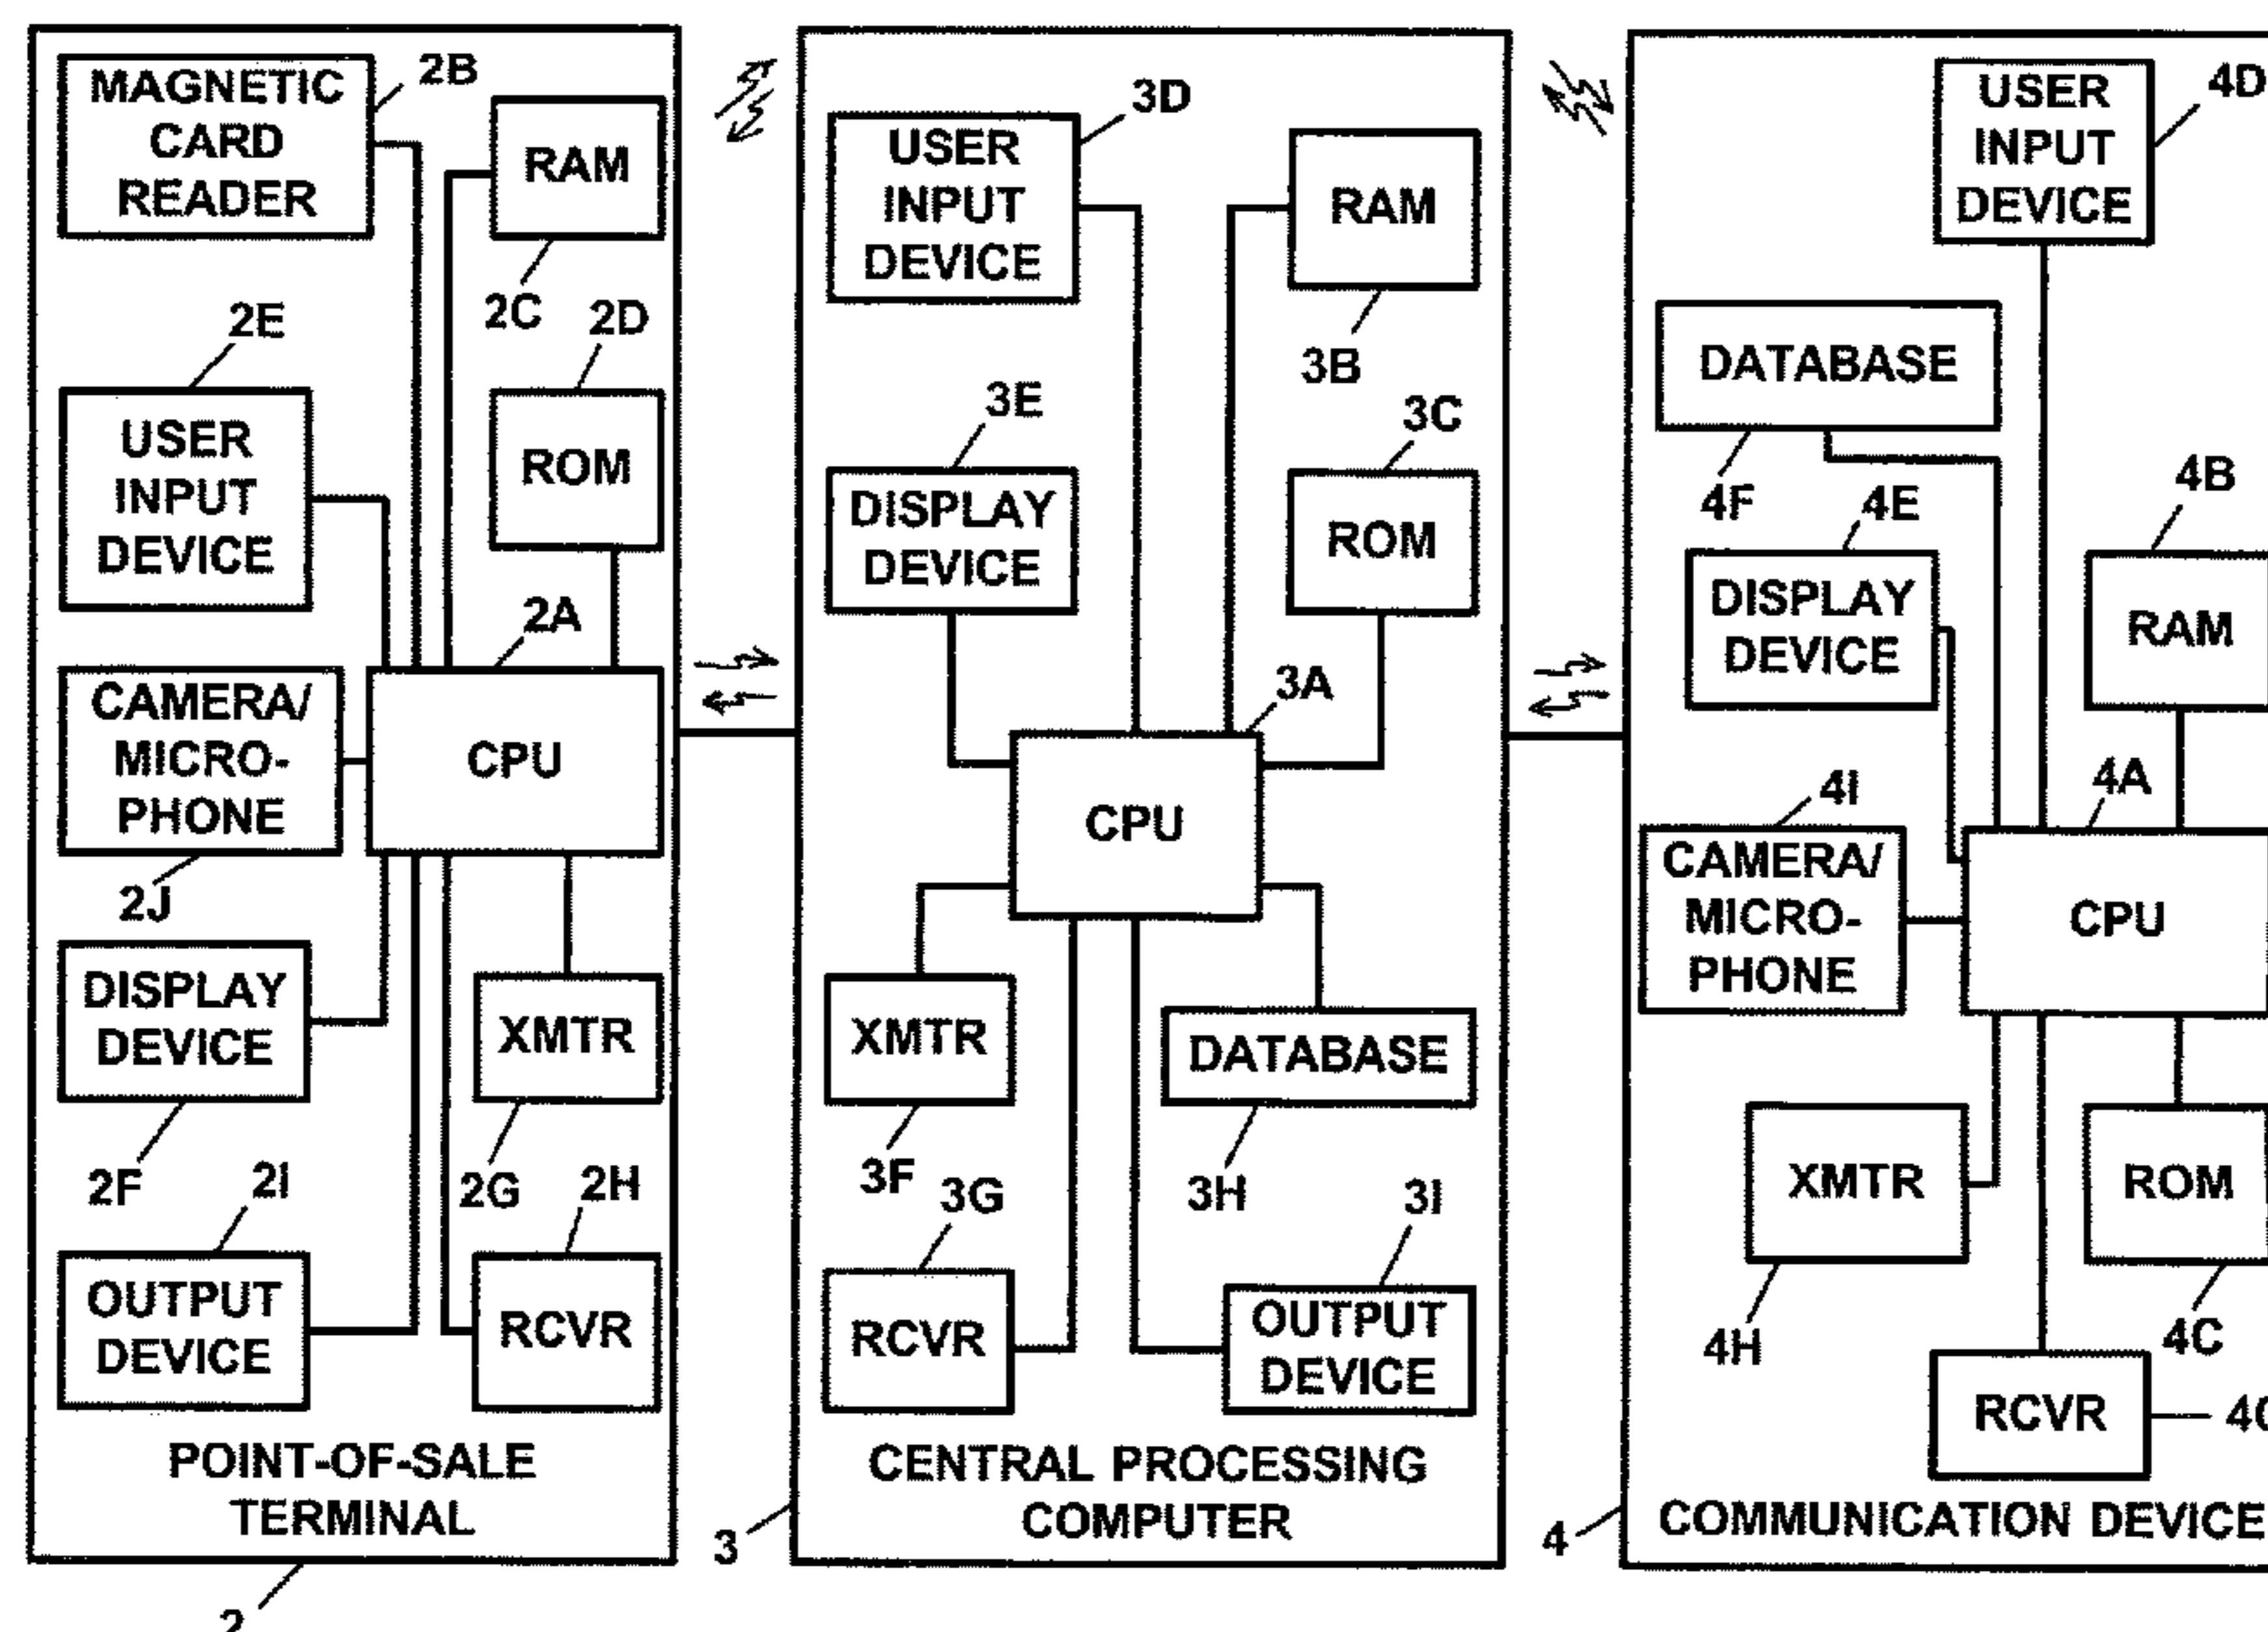 MAGNETIC
CARD
READER
2B
RAM
2C
2D
ROM
2E
USER
INPUT
DEVICE
2A
CPU
CAMERA/
MICRO-
PHONE
2J
DISPLAY
DEVICE
2F
XMTR
2G
2H
RCVR
2I
OUTPUT
DEVICE
POINT-OF-SALE
TERMINAL
2
3D
USER
INPUT
DEVICE
RAM
3B
3E
DISPLAY
DEVICE
3C
ROM
3A
CPU
XMTR
3F
DATABASE
3H
3G
RCVR
3I
OUTPUT
DEVICE
CENTRAL PROCESSING
COMPUTER
3
4D
USER
INPUT
DEVICE
DATABASE
4F
4E
DISPLAY
DEVICE
4B
RAM
4I
CAMERA/
MICRO-
PHONE
4A
CPU
XMTR
4H
ROM
4C
RCVR
COMMUNICATION DEVICE
4